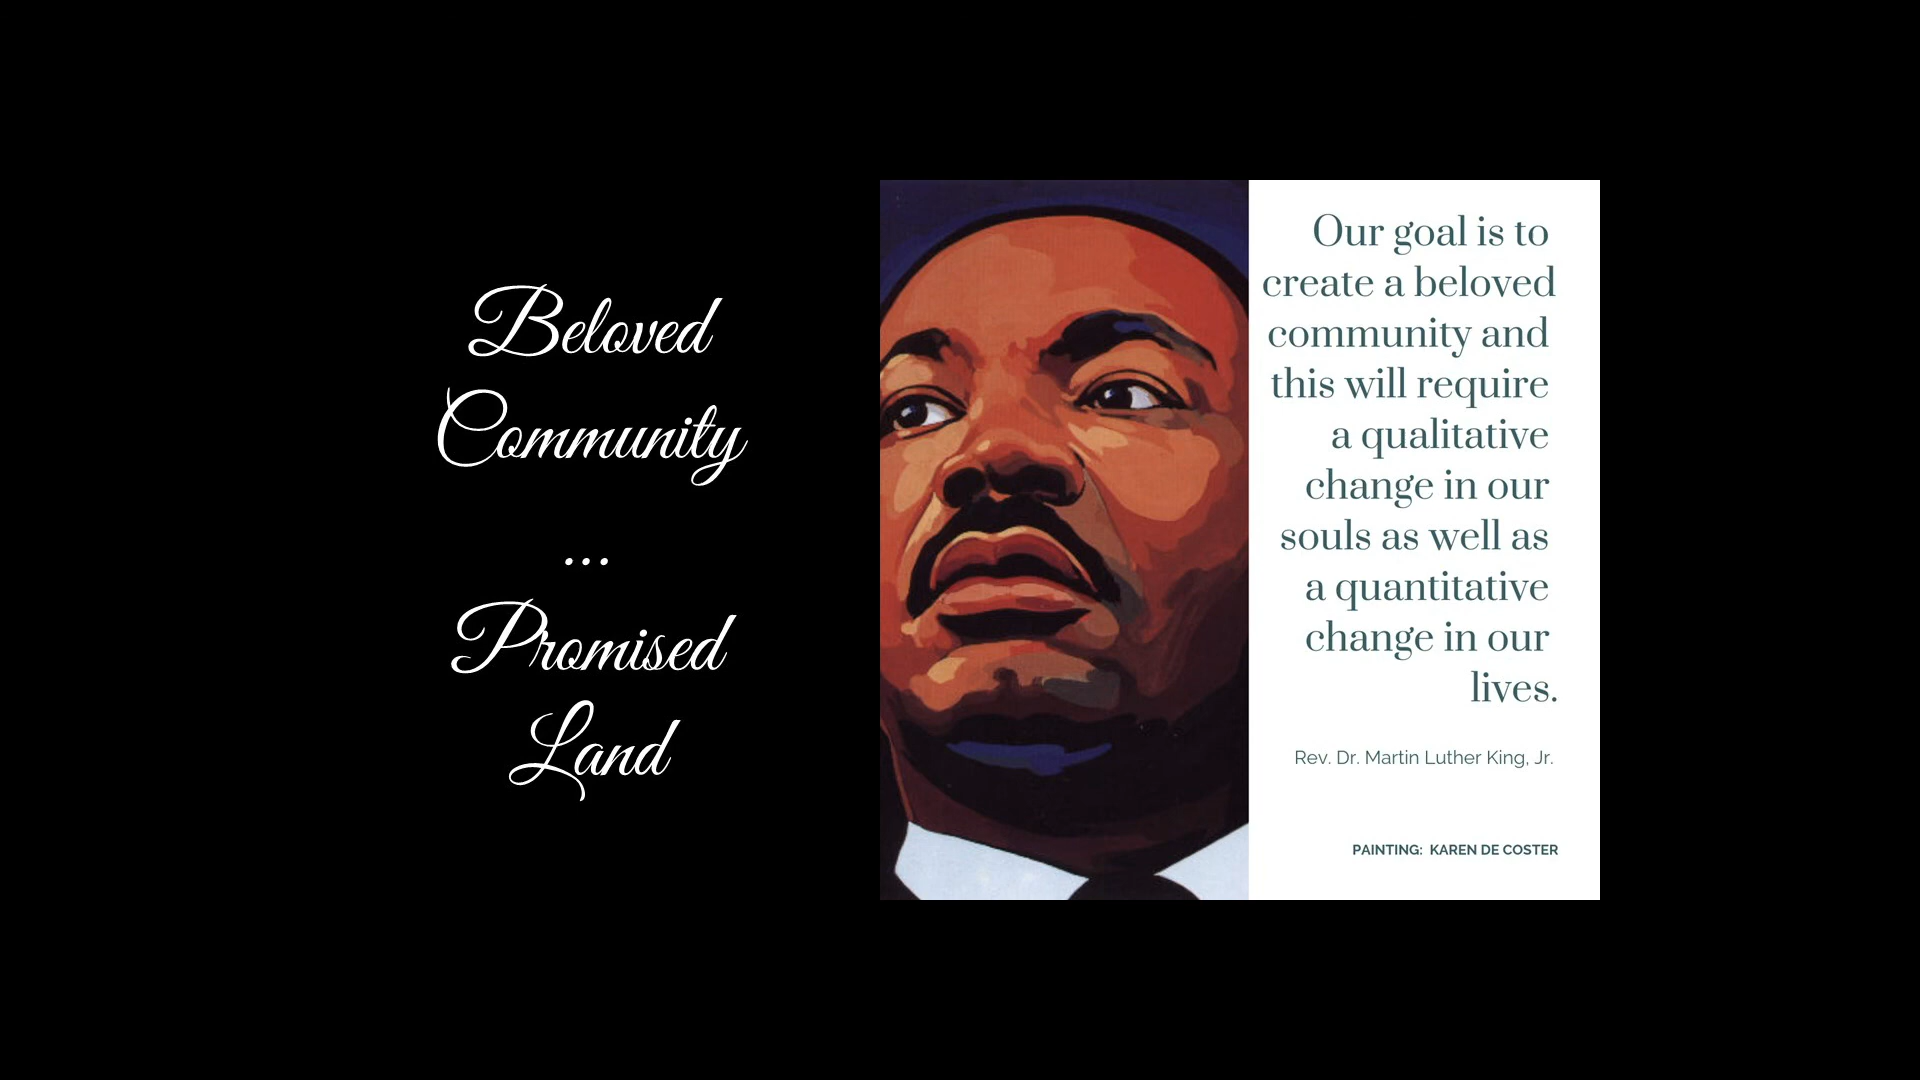 Beloved
Community
...
Promised
Land
Our goal is to
create a beloved
community and
this will require
a qualitative
change in our
souls as well as
a quantitative
change in our
lives.
Rev. Dr. Martin Luther King, Jr.
PAINTING: KAREN DE COSTER